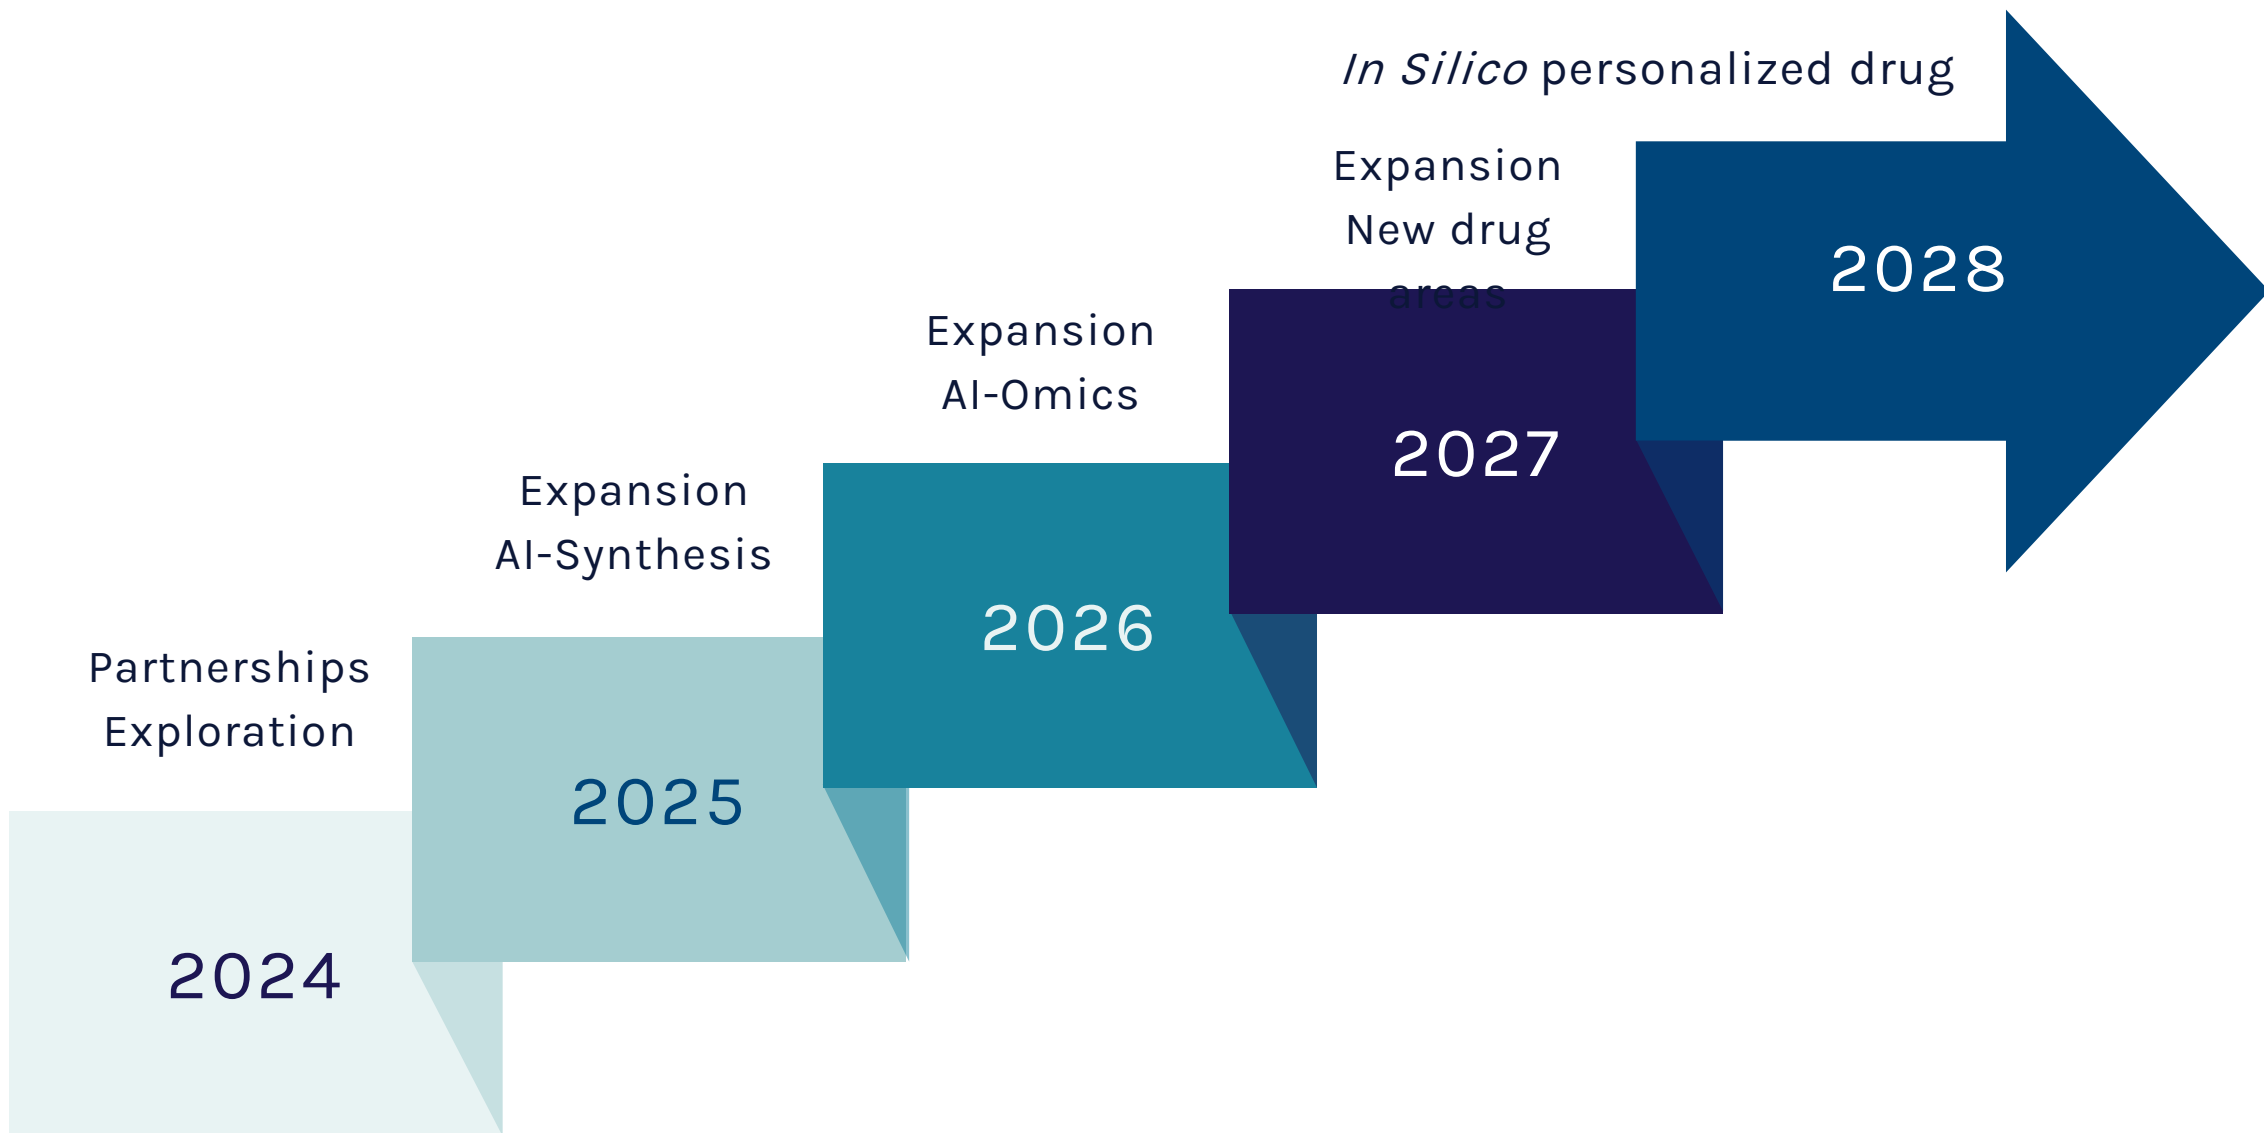 In Silico personalized drug
Expansion
New drug
areas
2028
Expansion
AI-Omics
2027
Expansion
AI-Synthesis
2026
Partnerships
Exploration
2025
2024